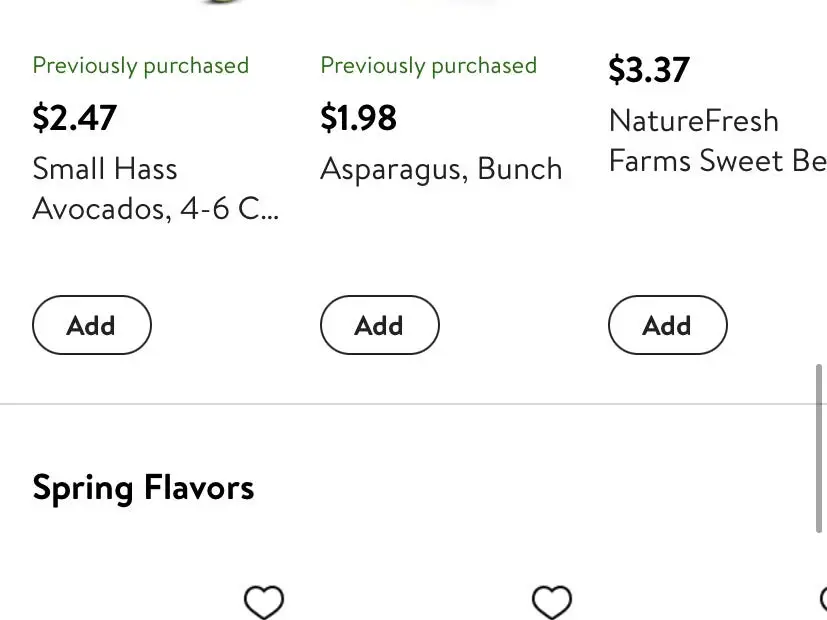 Previously purchased
$2.47
Small Hass
Avocados, 4-6 C...
Add
Previously purchased
$1.98
Asparagus, Bunch
Add
$3.37
NatureFresh
Farms Sweet Be
Add
Spring Flavors